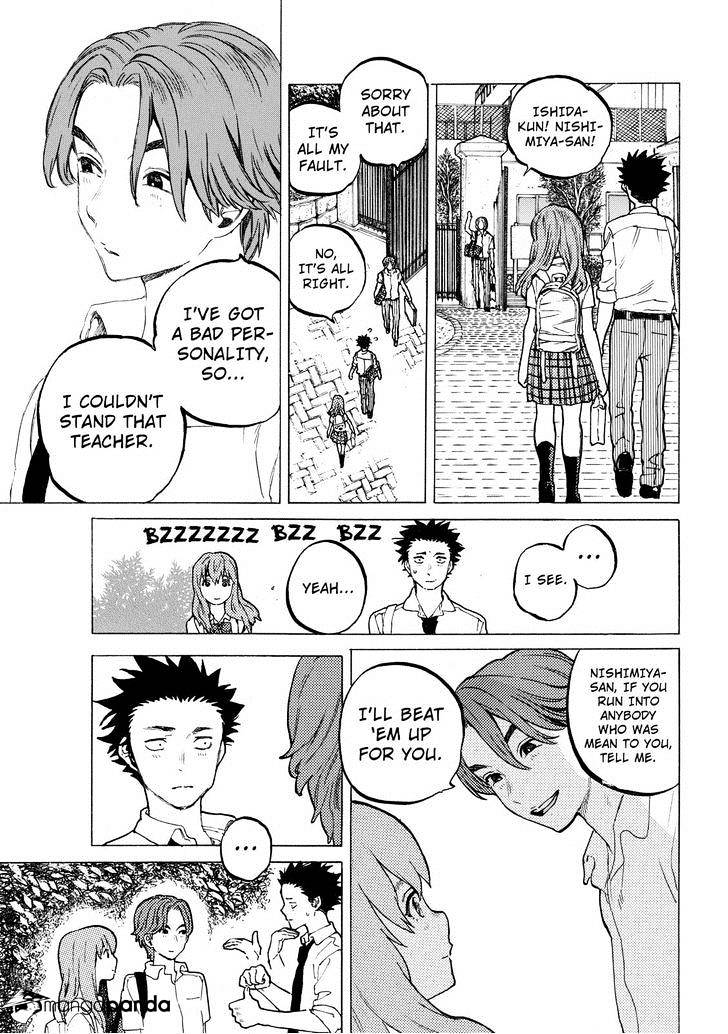 ISHIDA-
KUN! NISHI-
MIYA-SAN!
SORRY
ABOUT
THAT.
IT'S
ALL MY
FAULT.
NO,
IT'S ALL
RIGHT.
I'VE GOT
A BAD PER-
SONALITY,
SO...
I COULDN'T
STAND THAT
TEACHER.
...
I SEE.
BZZ
BZZ
BZZZZZZZ
YEAH...
NISHIMIYA-
SAN, IF YOU
RUN INTO
ANYBODY
WHO WAS
MEAN TO YOU,
TELL ME.
I'LL BEAT
'EM UP
FOR YOU.
...
? ?
mangapanda